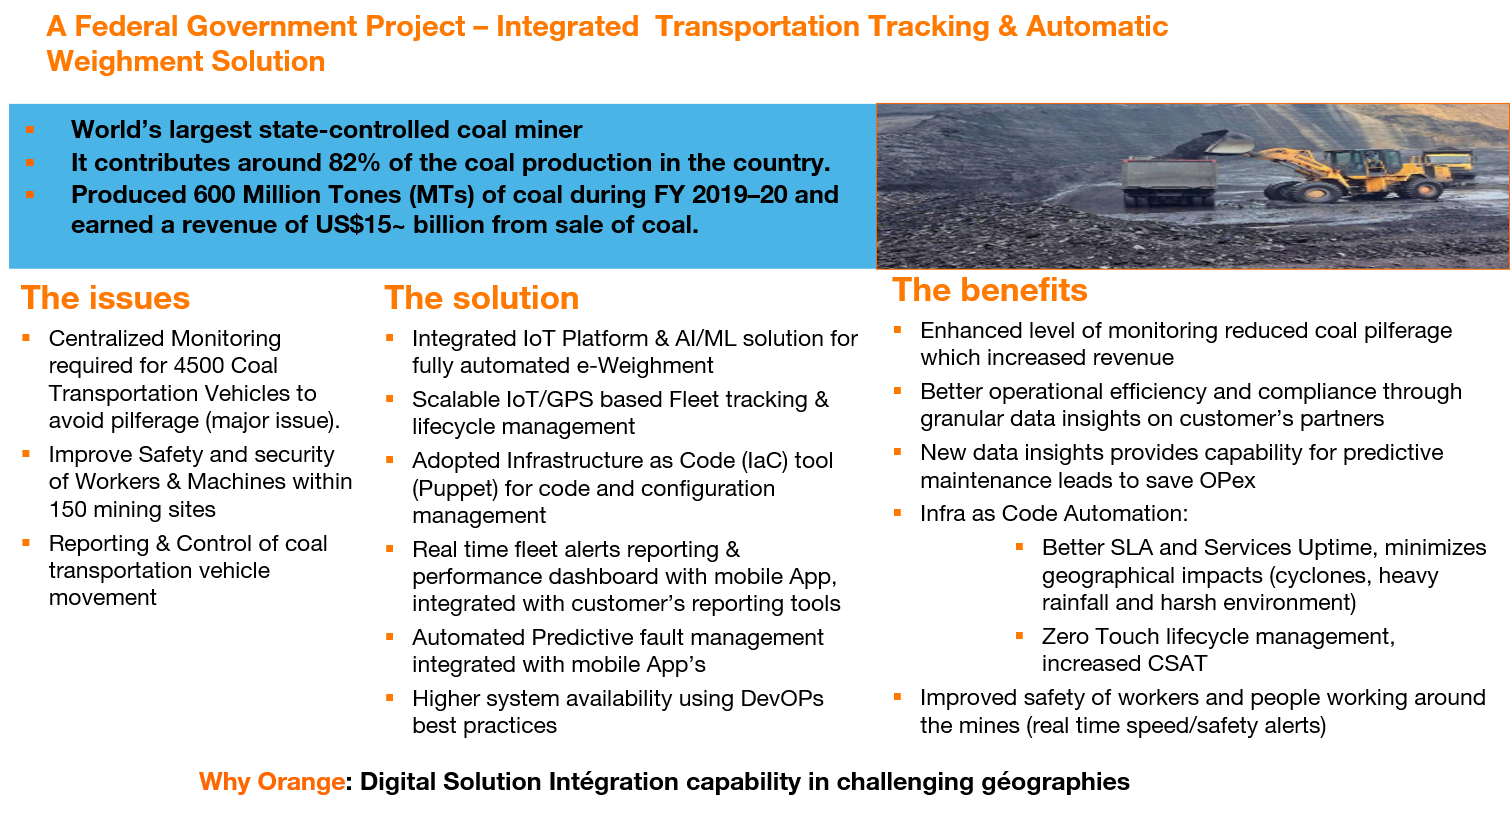 A Federal Government Project – Integrated  Transportation Tracking & Automatic
Weighment Solution
▪ World’s largest state-controlled coal miner
▪ It contributes around 82% of the coal production in the country.
▪ Produced 600 Million Tones (MTs) of coal during FY 2019–20 and
earned a revenue of US$15~ billion from sale of coal.
The issues
▪ Centralized Monitoring
required for 4500 Coal
Transportation Vehicles to
avoid pilferage (major issue).
▪ Improve Safety and security
of Workers & Machines within
150 mining sites
▪ Reporting & Control of coal
transportation vehicle
movement
The solution
▪ Integrated IoT Platform & AI/ML solution for
fully automated e-Weighment
▪ Scalable IoT/GPS based Fleet tracking &
lifecycle management
▪ Adopted Infrastructure as Code (IaC) tool
(Puppet) for code and configuration
management
▪ Real time fleet alerts reporting &
performance dashboard with mobile App,
integrated with customer’s reporting tools
▪ Automated Predictive fault management
integrated with mobile App’s
▪ Higher system availability using DevOPs
best practices
The benefits
▪ Enhanced level of monitoring reduced coal pilferage
which increased revenue
▪ Better operational efficiency and compliance through
granular data insights on customer’s partners
▪ New data insights provides capability for predictive
maintenance leads to save OPex
▪ Infra as Code Automation:
▪ Better SLA and Services Uptime, minimizes
geographical impacts (cyclones, heavy
rainfall and harsh environment)
▪ Zero Touch lifecycle management,
increased CSAT
▪ Improved safety of workers and people working around
the mines (real time speed/safety alerts)
Why Orange: Digital Solution Intégration capability in challenging géographies